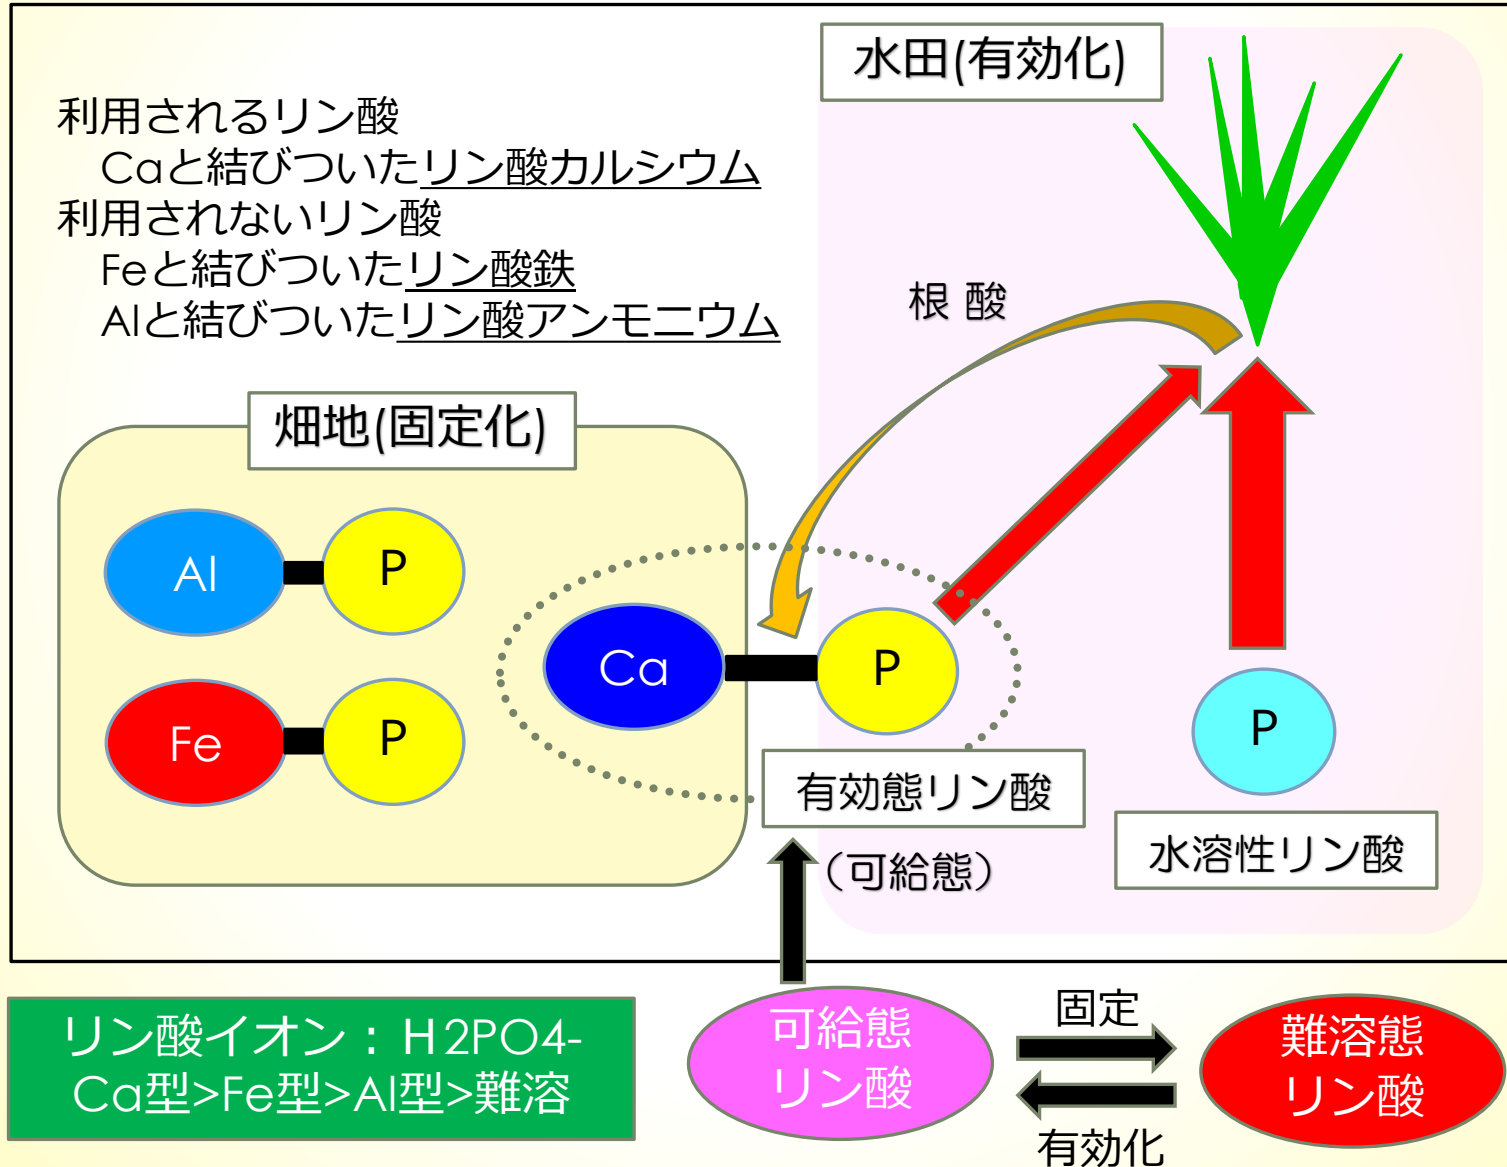 水田(有効化)
利用されるリン酸
Caと結びついたリン酸カルシウム
利用されないリン酸
Feと結びついたリン酸鉄
Alと結びついたリン酸アンモニウム
根 酸
畑地(固定化)
Al
P
Ca
P
Fe
P
P
有効態リン酸
(可給態)
水溶性リン酸
リン酸イオン：H2PO4-
Ca型>Fe型>Al型>難溶
可給態
リン酸
固定
有効化
難溶態
リン酸